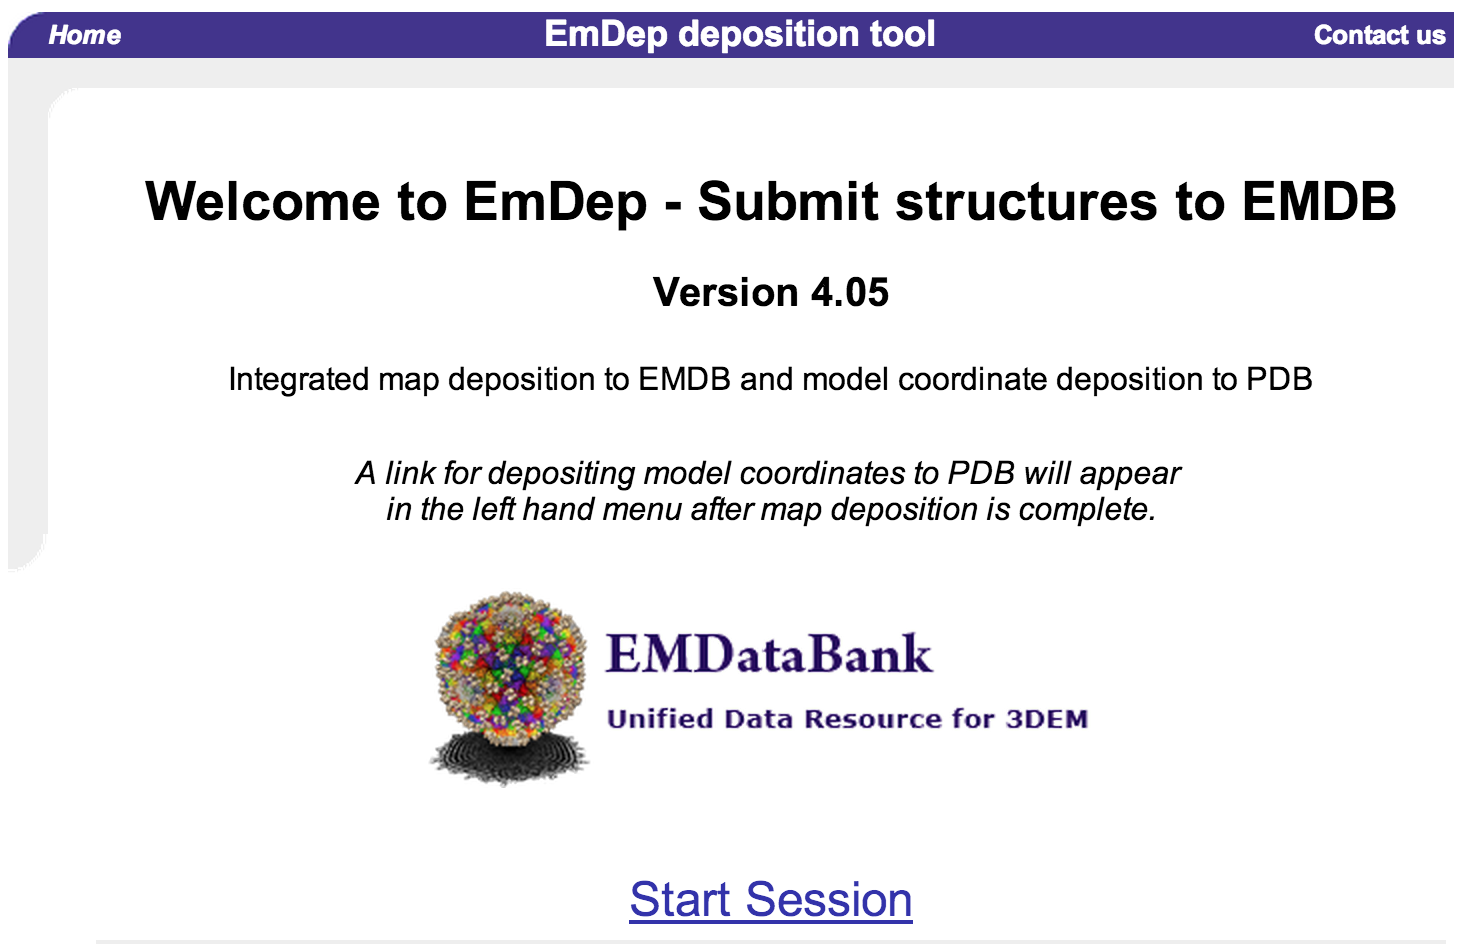 Home
EmDep deposition tool
Contact us
Welcome to EmDep - Submit structures to EMDB
Version 4.05
Integrated map deposition to EMDB and model coordinate deposition to PDB
A link for depositing model coordinates to PDB will appear
in the left hand menu after map deposition is complete.
EMDataBank
Unified Data Resource for 3DEM
Start Session